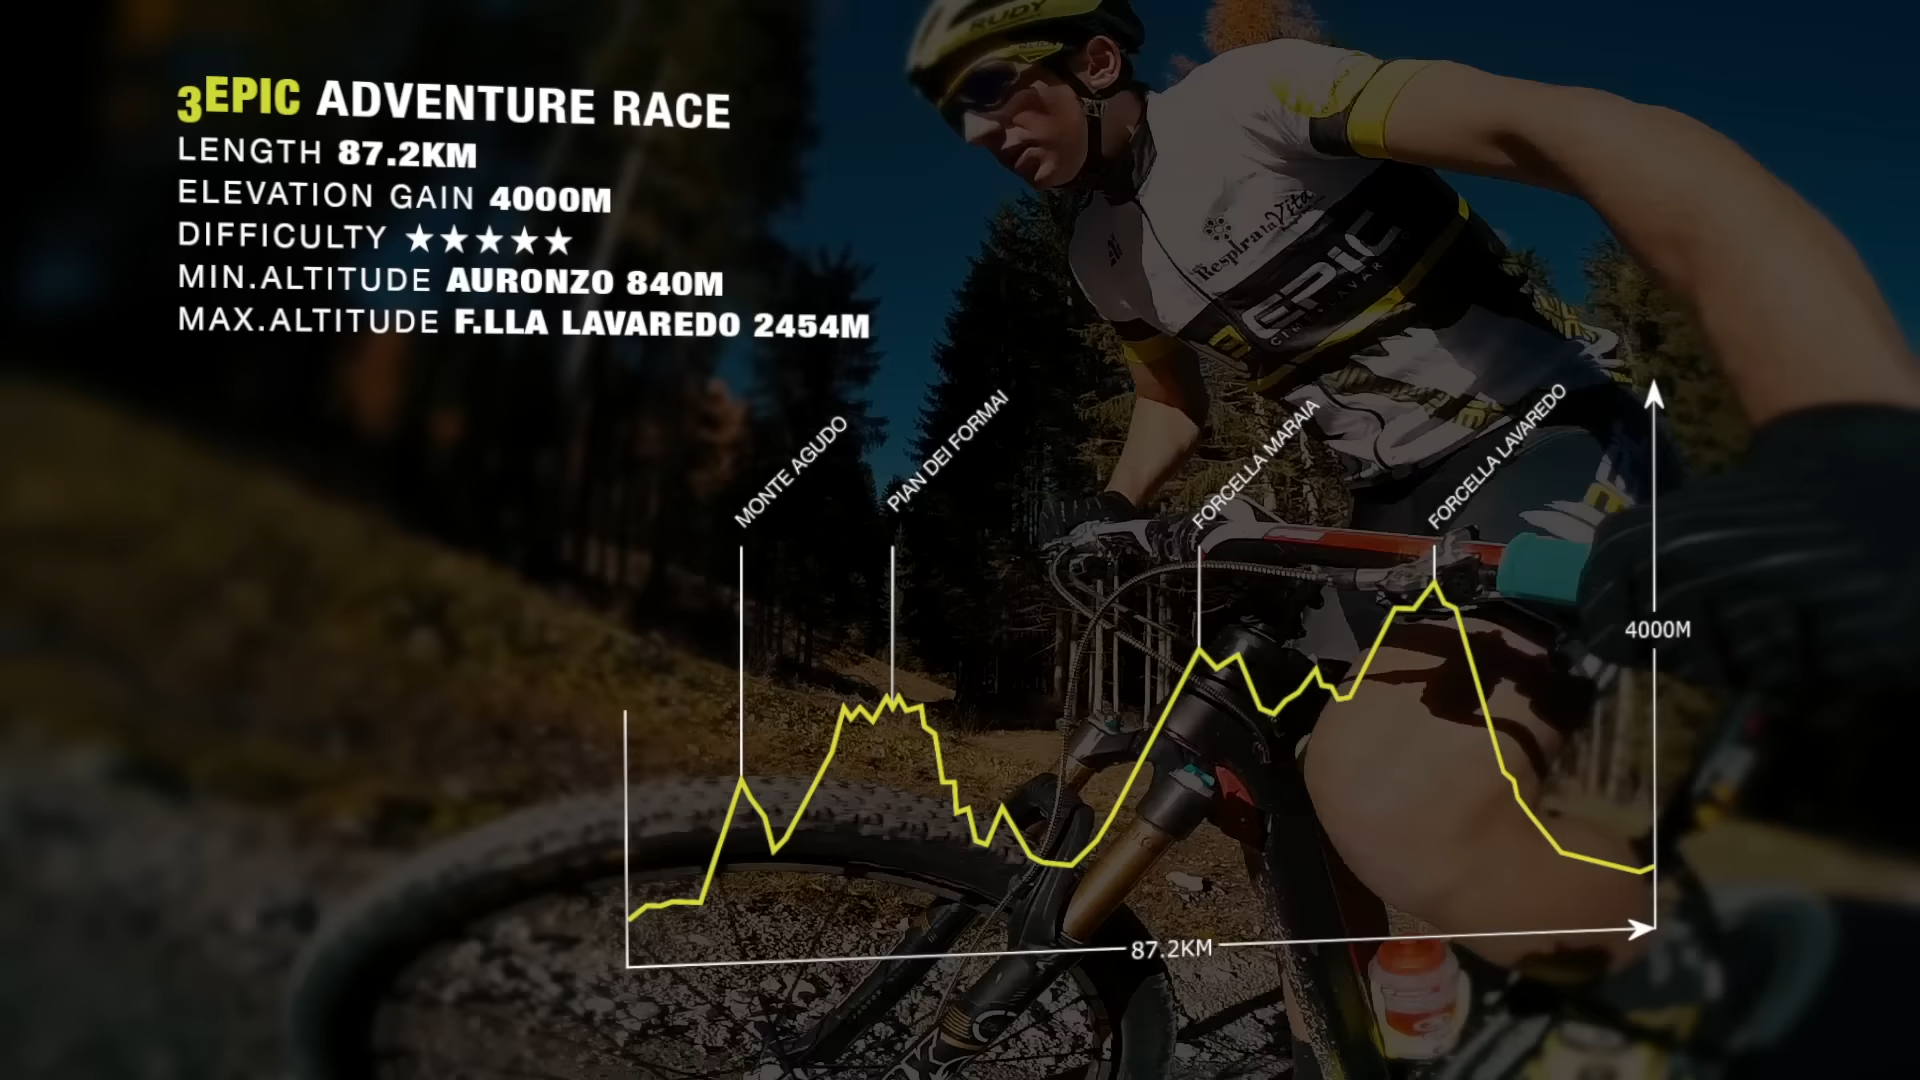 3EPIC ADVENTURE RACE
LENGTH 87.2KM
ELEVATION GAIN 4000M
DIFFICULTY ★★★★★
MIN.ALTITUDE AURONZO 840M
MAX.ALTITUDE F.LLA LAVAREDO 2454M
MONTE AGUDO
PIAN DEI FORMAI
FORCELLA MARAIA
FORCELLA LAVAREDO
4000M
87.2KM
RUDY
Respira la Vita
3EPIC